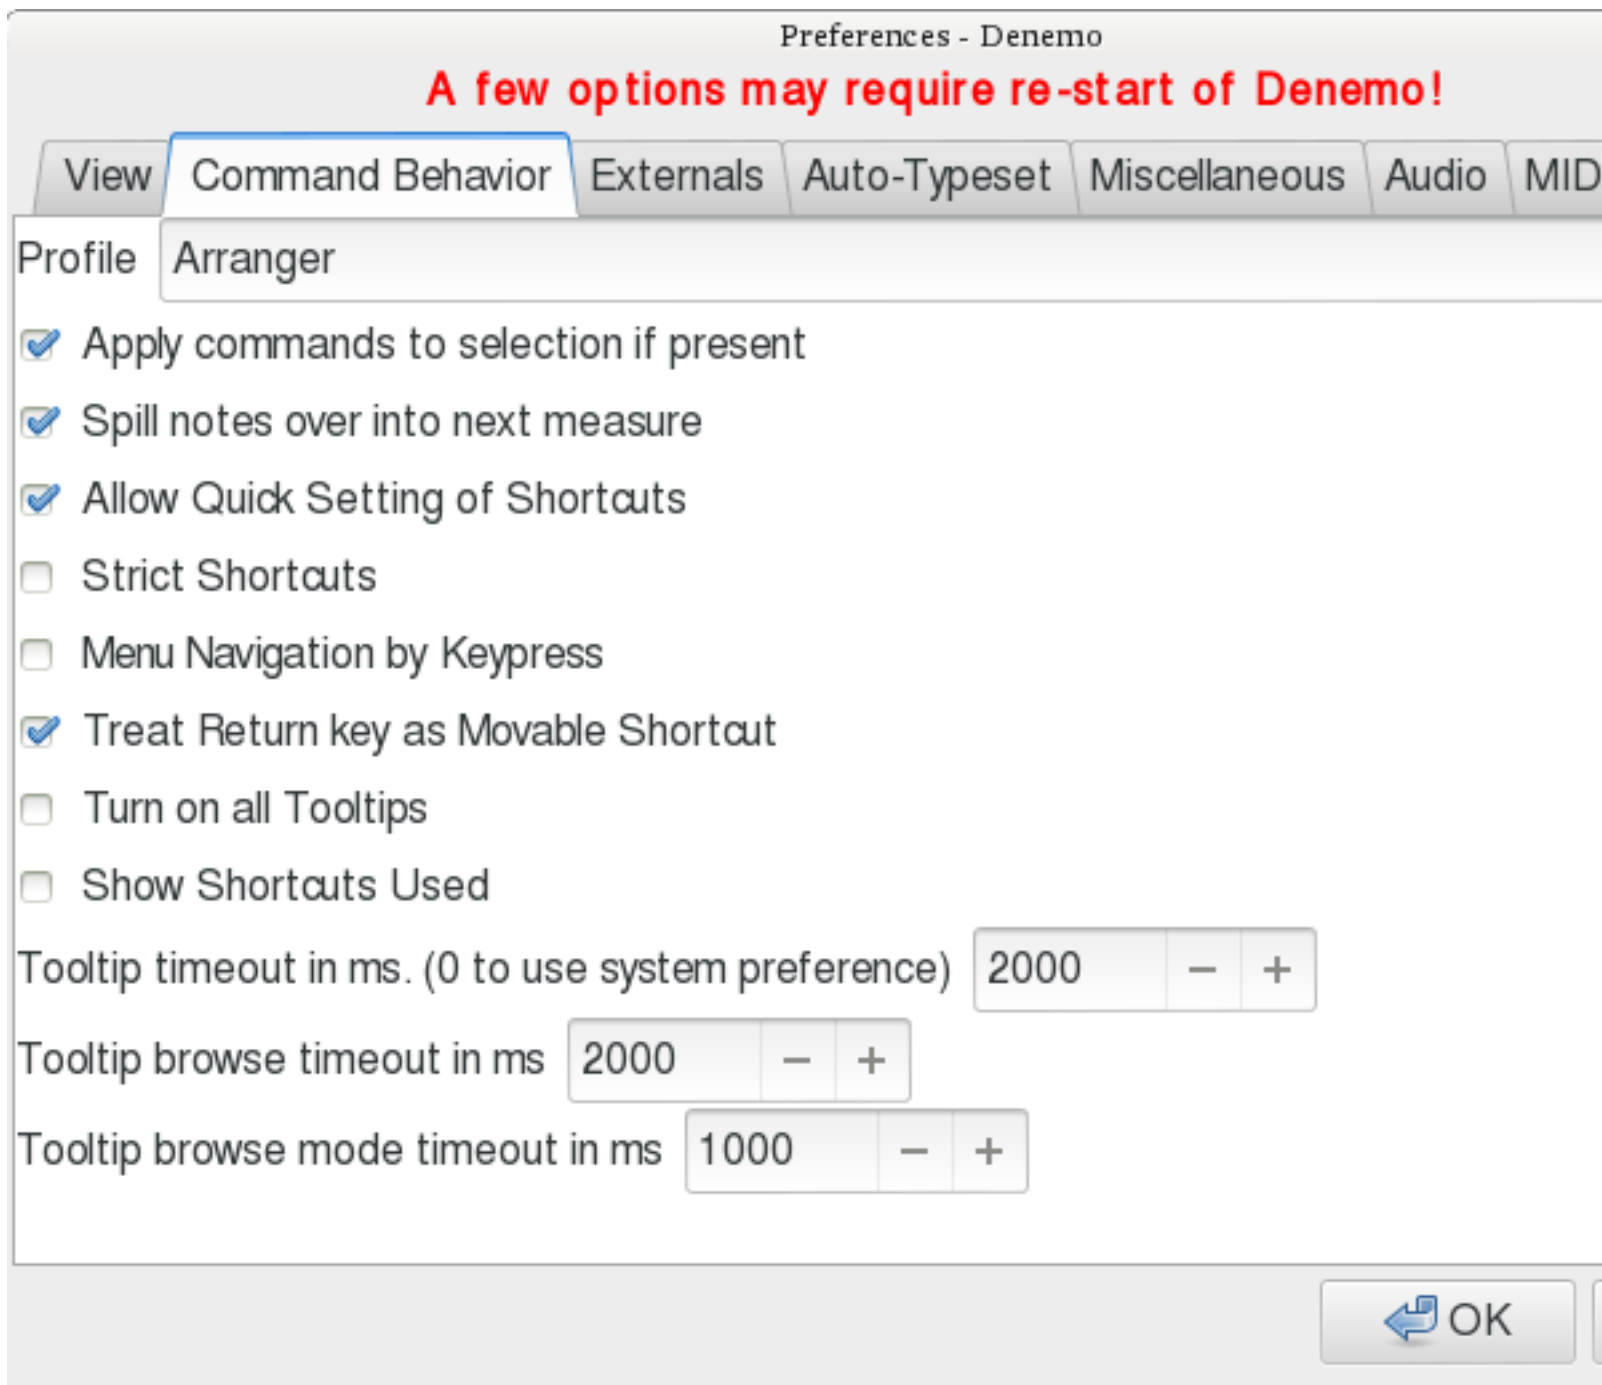 Preferences - Denemo
A few options may require re-start of Denemo!
View Command Behavior Externals Auto-Typeset Miscellaneous Audio MID
Profile Arranger
Apply commands to selection if present
Spill notes over into next measure
Allow Quick Setting of Shortcuts
Strict Shortcuts
Menu Navigation by Keypress
Treat Return key as Movable Shortcut
Turn on all Tooltips
Show Shortcuts Used
Tooltip timeout in ms. (0 to use system preference) 2000 − +
Tooltip browse timeout in ms 2000 − +
Tooltip browse mode timeout in ms 1000 − +
OK